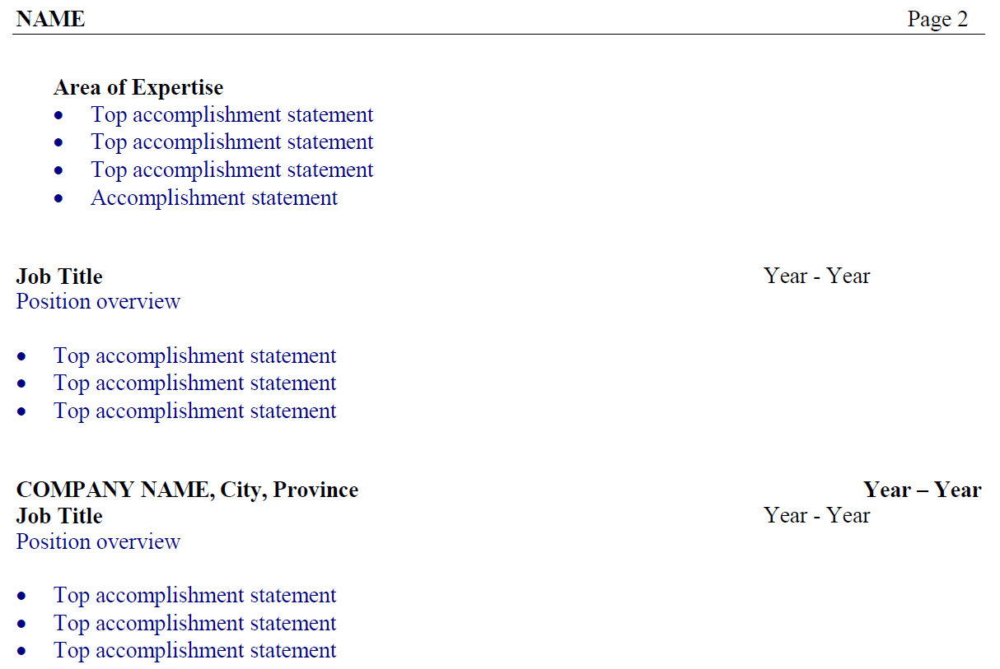 NAME Page 2
Area of Expertise
• Top accomplishment statement
• Top accomplishment statement
• Top accomplishment statement
• Accomplishment statement
Job Title Year - Year
Position overview
• Top accomplishment statement
• Top accomplishment statement
• Top accomplishment statement
COMPANY NAME, City, Province Year – Year
Job Title Year - Year
Position overview
• Top accomplishment statement
• Top accomplishment statement
• Top accomplishment statement